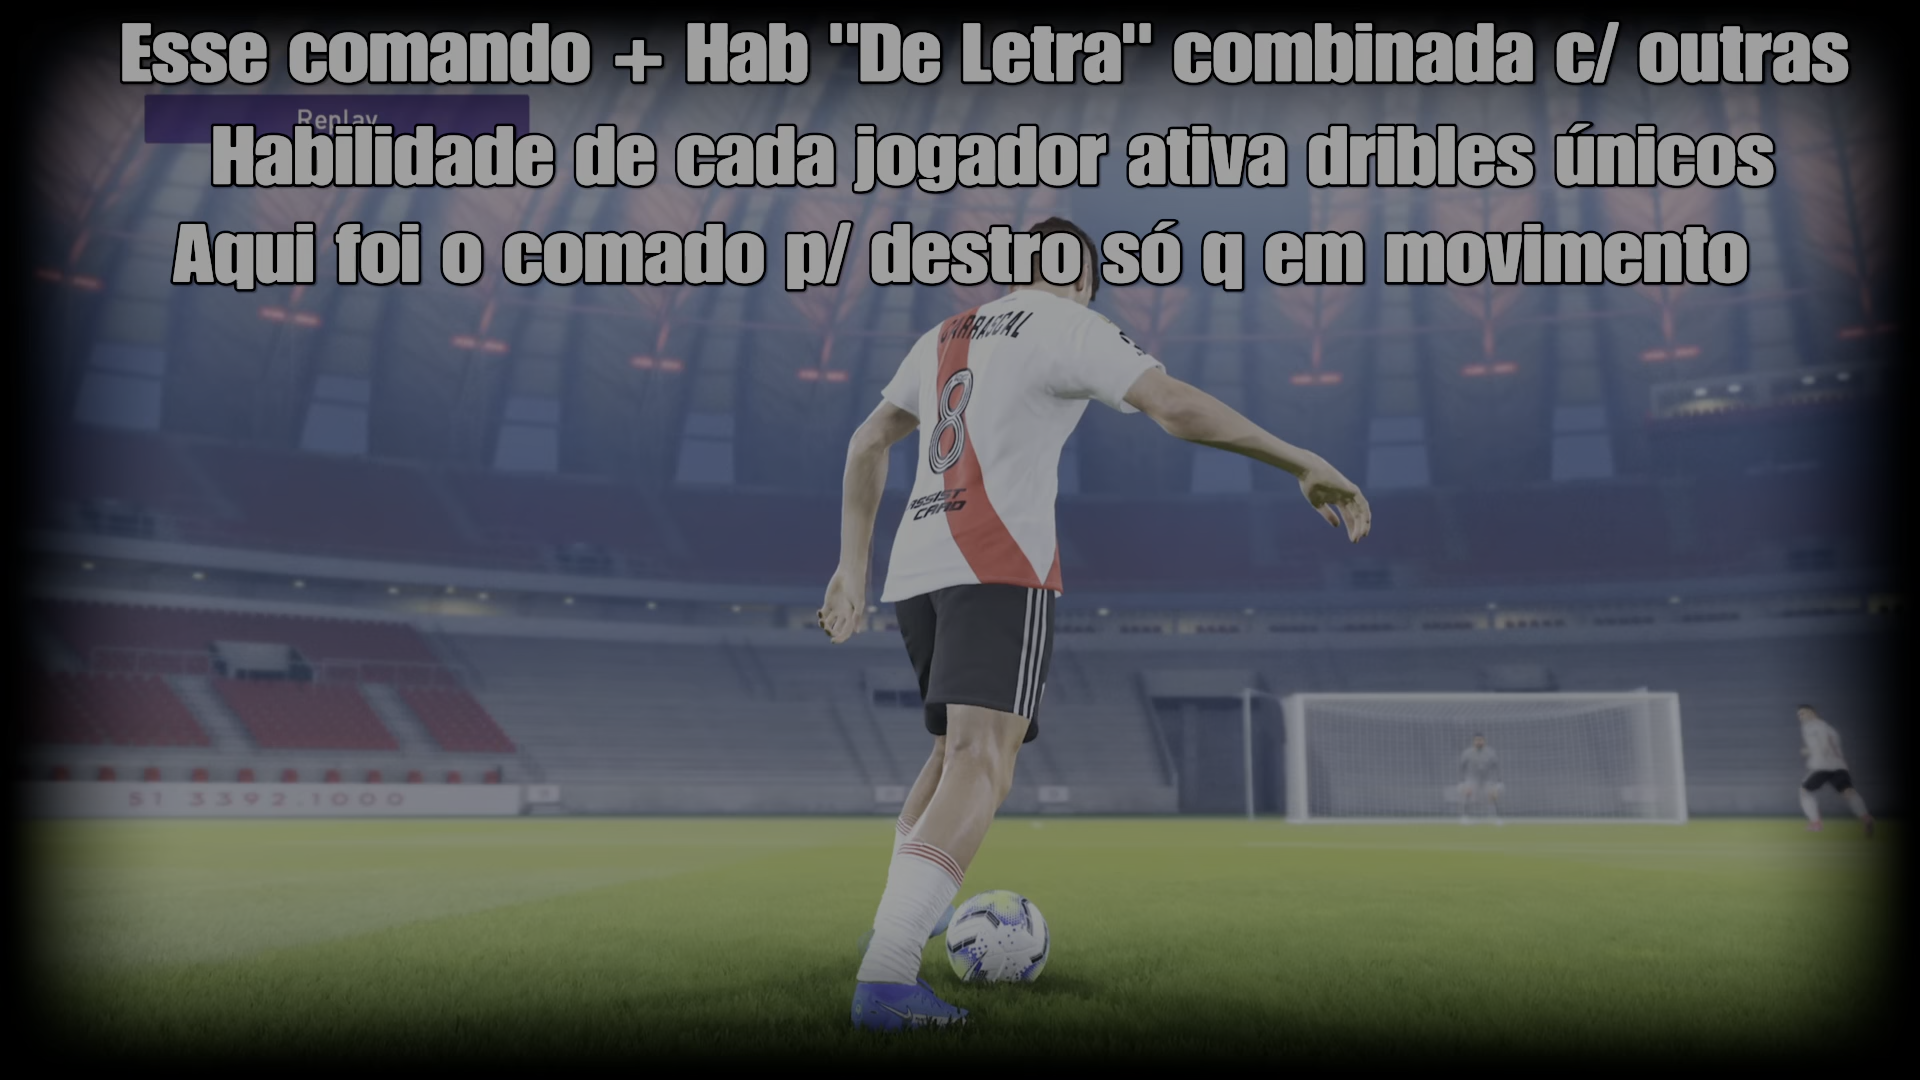 Esse comando + Hab "De Letra" combinada c/ outras
Replay
Habilidade de cada jogador ativa dribles únicos
Aqui foi o comado p/ destro só q em movimento
CARRASCAL
8
ASSIST
CARD
51 3392.1000